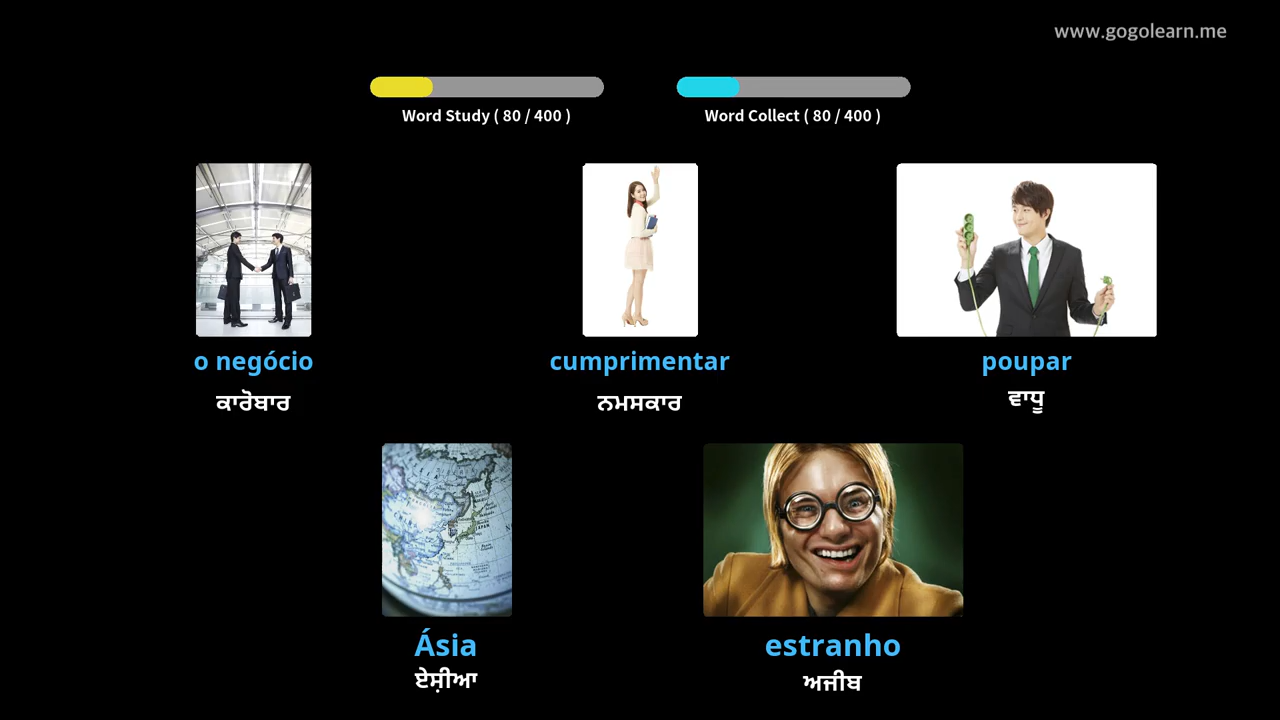 www.gogolearn.me
Word Study ( 80 / 400 )
Word Collect ( 80 / 400 )
o negócio
cumprimentar
poupar
ਕਾਰੋਬਾਰ
ਨਮਸਕਾਰ
ਵਾਧੂ
Ásia
estranho
ਏਸ਼ੀਆ
ਅਜੀਬ